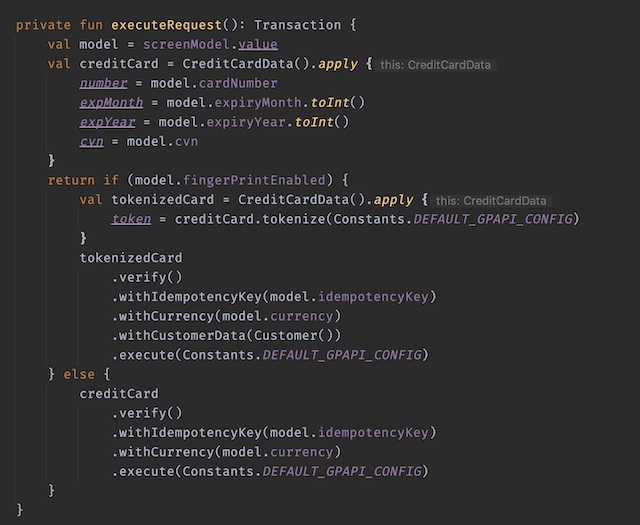 private fun executeRequest(): Transaction {
    val model = screenModel.value
    val creditCard = CreditCardData().apply { this: CreditCardData
        number = model.cardNumber
        expMonth = model.expiryMonth.toInt()
        expYear = model.expiryYear.toInt()
        cvn = model.cvn
    }
    return if (model.fingerPrintEnabled) {
        val tokenizedCard = CreditCardData().apply { this: CreditCardData
            token = creditCard.tokenize(Constants.DEFAULT_GPAPI_CONFIG)
        }
        tokenizedCard
            .verify()
            .withIdempotencyKey(model.idempotencyKey)
            .withCurrency(model.currency)
            .withCustomerData(Customer())
            .execute(Constants.DEFAULT_GPAPI_CONFIG)
    } else {
        creditCard
            .verify()
            .withIdempotencyKey(model.idempotencyKey)
            .withCurrency(model.currency)
            .execute(Constants.DEFAULT_GPAPI_CONFIG)
    }
}